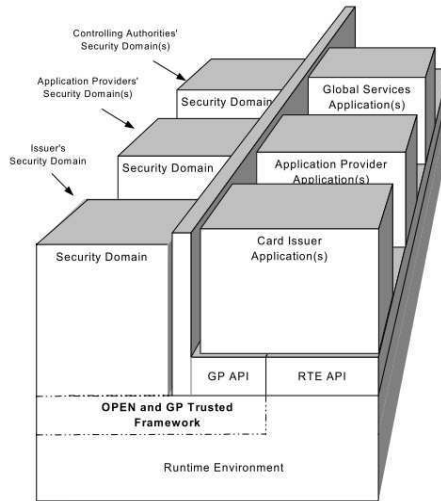 Controlling Authorities'
Security Domain(s)
Application Providers'
Security Domain(s)
Issuer's
Security Domain
Security Domain
Global Services
Application(s)
Security Domain
Application Provider
Application(s)
Security Domain
Card Issuer
Application(s)
GP API
RTE API
OPEN and GP Trusted
Framework
Runtime Environment